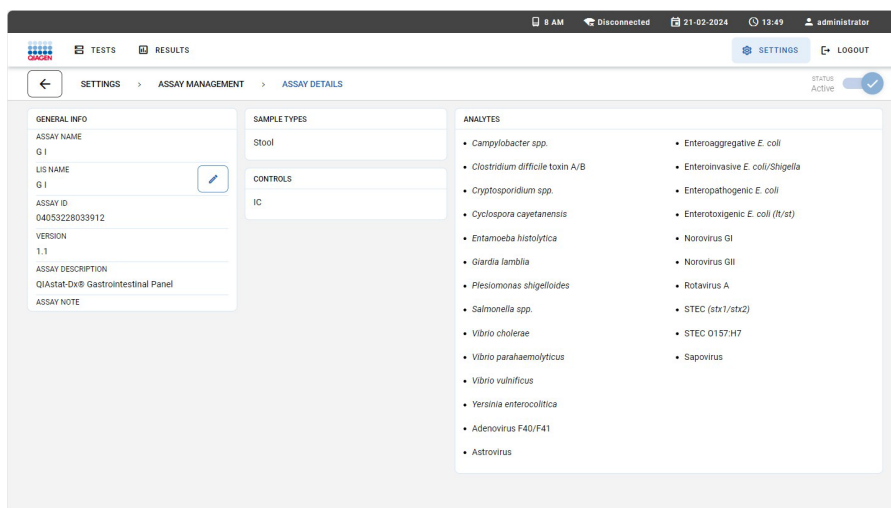 8 AM Disconnected 21-02-2024 13:49 administrator
QIAGEN TESTS RESULTS SETTINGS LOGOUT
SETTINGS > ASSAY MANAGEMENT > ASSAY DETAILS
STATUS
Active
GENERAL INFO
ASSAY NAME
G I
LIS NAME
G I
ASSAY ID
04053228033912
VERSION
1.1
ASSAY DESCRIPTION
QIAstat-Dx® Gastrointestinal Panel
ASSAY NOTE
SAMPLE TYPES
Stool
CONTROLS
IC
ANALYTES
• Campylobacter spp.
• Clostridium difficile toxin A/B
• Cryptosporidium spp.
• Cyclospora cayetanensis
• Entamoeba histolytica
• Giardia lamblia
• Plesiomonas shigelloides
• Salmonella spp.
• Vibrio cholerae
• Vibrio parahaemolyticus
• Vibrio vulnificus
• Yersinia enterocolitica
• Adenovirus F40/F41
• Astrovirus
• Enteroaggregative E. coli
• Enteroinvasive E. coli/Shigella
• Enteropathogenic E. coli
• Enterotoxigenic E. coli (lt/st)
• Norovirus GI
• Norovirus GII
• Rotavirus A
• STEC (stx1/stx2)
• STEC O157:H7
• Sapovirus